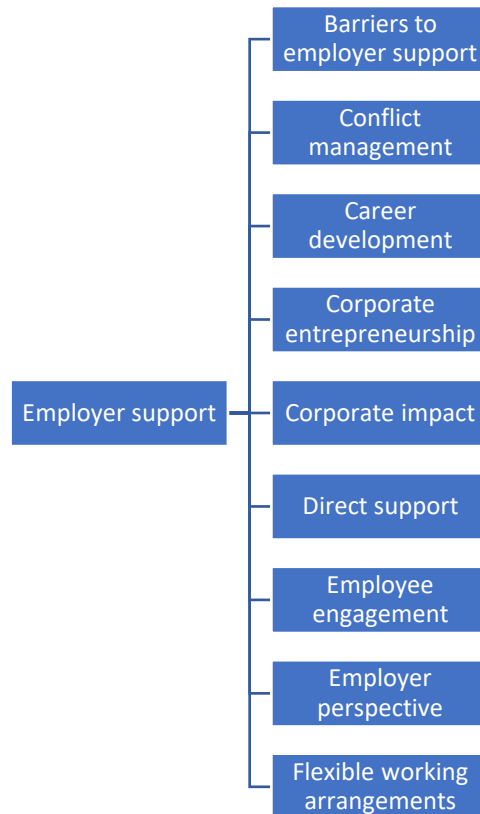 Barriers to
employer support
Conflict
management
Career
development
Corporate
entrepreneurship
Employer support
Corporate impact
Direct support
Employee
engagement
Employer
perspective
Flexible working
arrangements